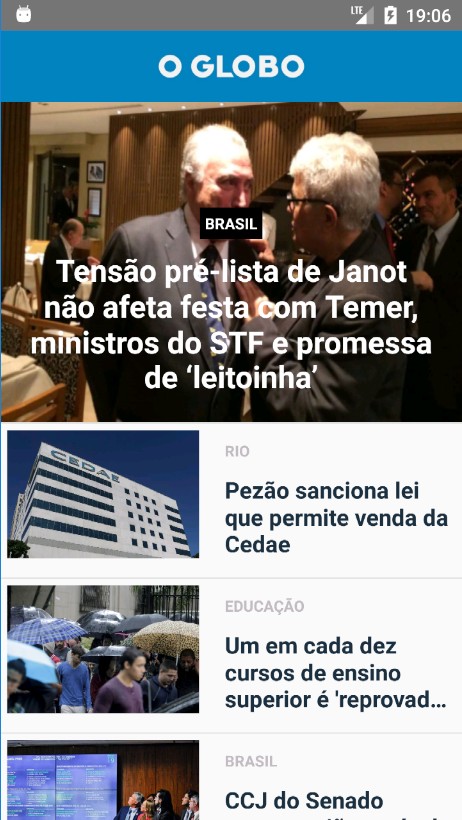 LTE 19:06
O GLOBO
BRASIL
Tensão pré-lista de Janot
não afeta festa com Temer,
ministros do STF e promessa
de ‘leitoinha’
CEDAE
RIO
Pezão sanciona lei
que permite venda da
Cedae
EDUCAÇÃO
Um em cada dez
cursos de ensino
superior é 'reprovad...
BRASIL
CCJ do Senado